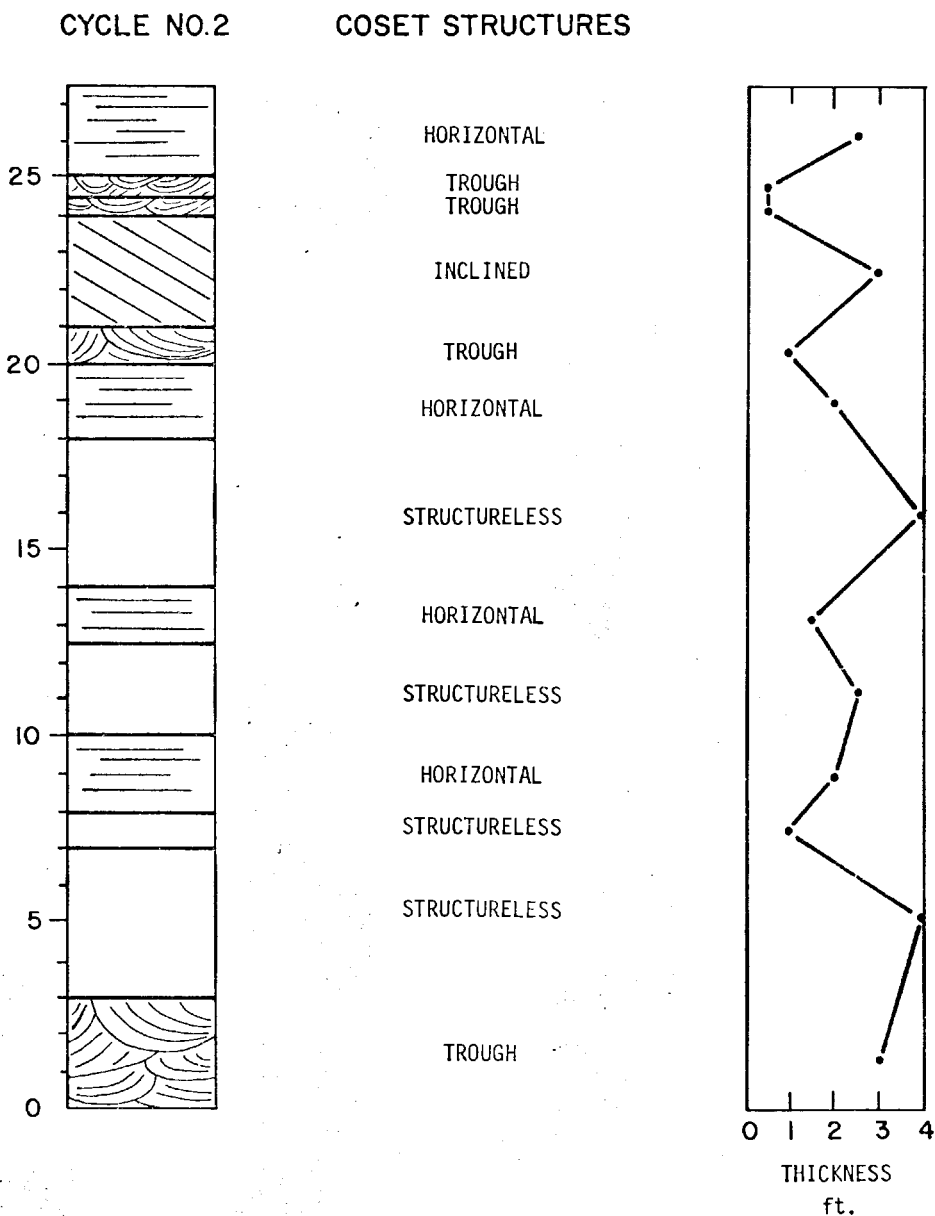 CYCLE NO.2 COSET STRUCTURES
HORIZONTAL
25
TROUGH
TROUGH
INCLINED
TROUGH
20
HORIZONTAL
STRUCTURELESS
15
HORIZONTAL
STRUCTURELESS
10
HORIZONTAL
STRUCTURELESS
STRUCTURELESS
5
TROUGH
0
0 1 2 3 4
THICKNESS
ft.